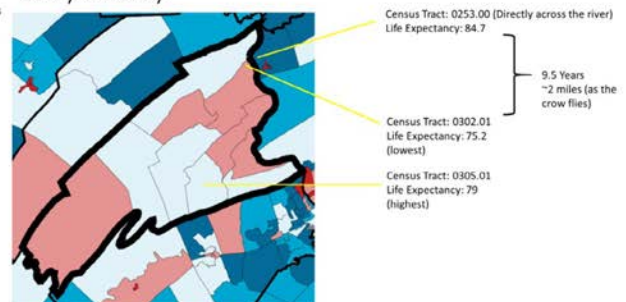 Census Tract: 0253.00 (Directly across the river)
Life Expectancy: 84.7
9.5 Years
~2 miles (as the
crow flies)
Census Tract: 0302.01
Life Expectancy: 75.2
(lowest)
Census Tract: 0305.01
Life Expectancy: 79
(highest)